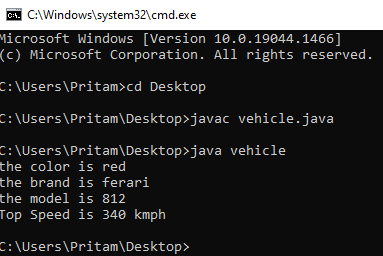 C:\Windows\system32\cmd.exe
Microsoft Windows [Version 10.0.19044.1466]
(c) Microsoft Corporation. All rights reserved.
C:\Users\Pritam>cd Desktop
C:\Users\Pritam\Desktop>javac vehicle.java
C:\Users\Pritam\Desktop>java vehicle
the color is red
the brand is ferari
the model is 812
Top Speed is 340 kmph
C:\Users\Pritam\Desktop>